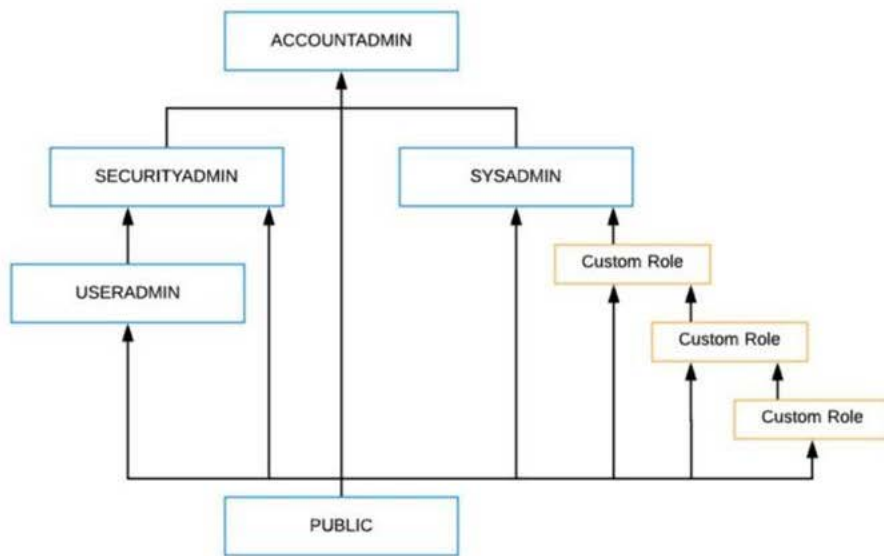 ACCOUNTADMIN
SECURITYADMIN
SYSADMIN
Custom Role
USERADMIN
Custom Role
Custom Role
PUBLIC